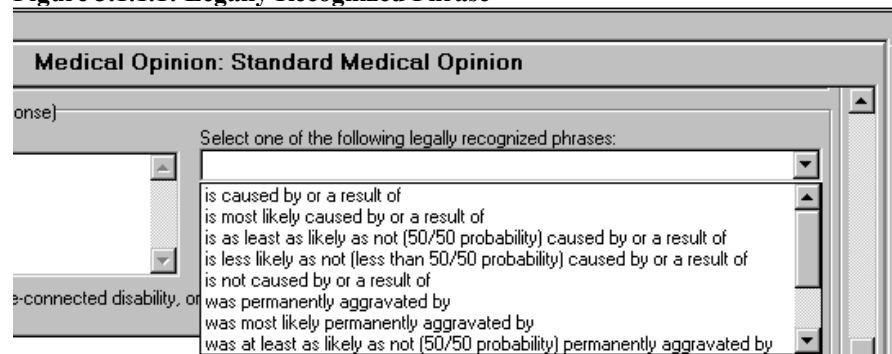 Figure 3.1.1.1: Legally Recognized Phrase
Medical Opinion: Standard Medical Opinion
onse)
Select one of the following legally recognized phrases:
is caused by or a result of
is most likely caused by or a result of
is as least as likely as not (50/50 probability) caused by or a result of
is less likely as not (less than 50/50 probability) caused by or a result of
is not caused by or a result of
e-connected disability, or
was permanently aggravated by
was most likely permanently aggravated by
was at least as likely as not (50/50 probability) permanently aggravated by